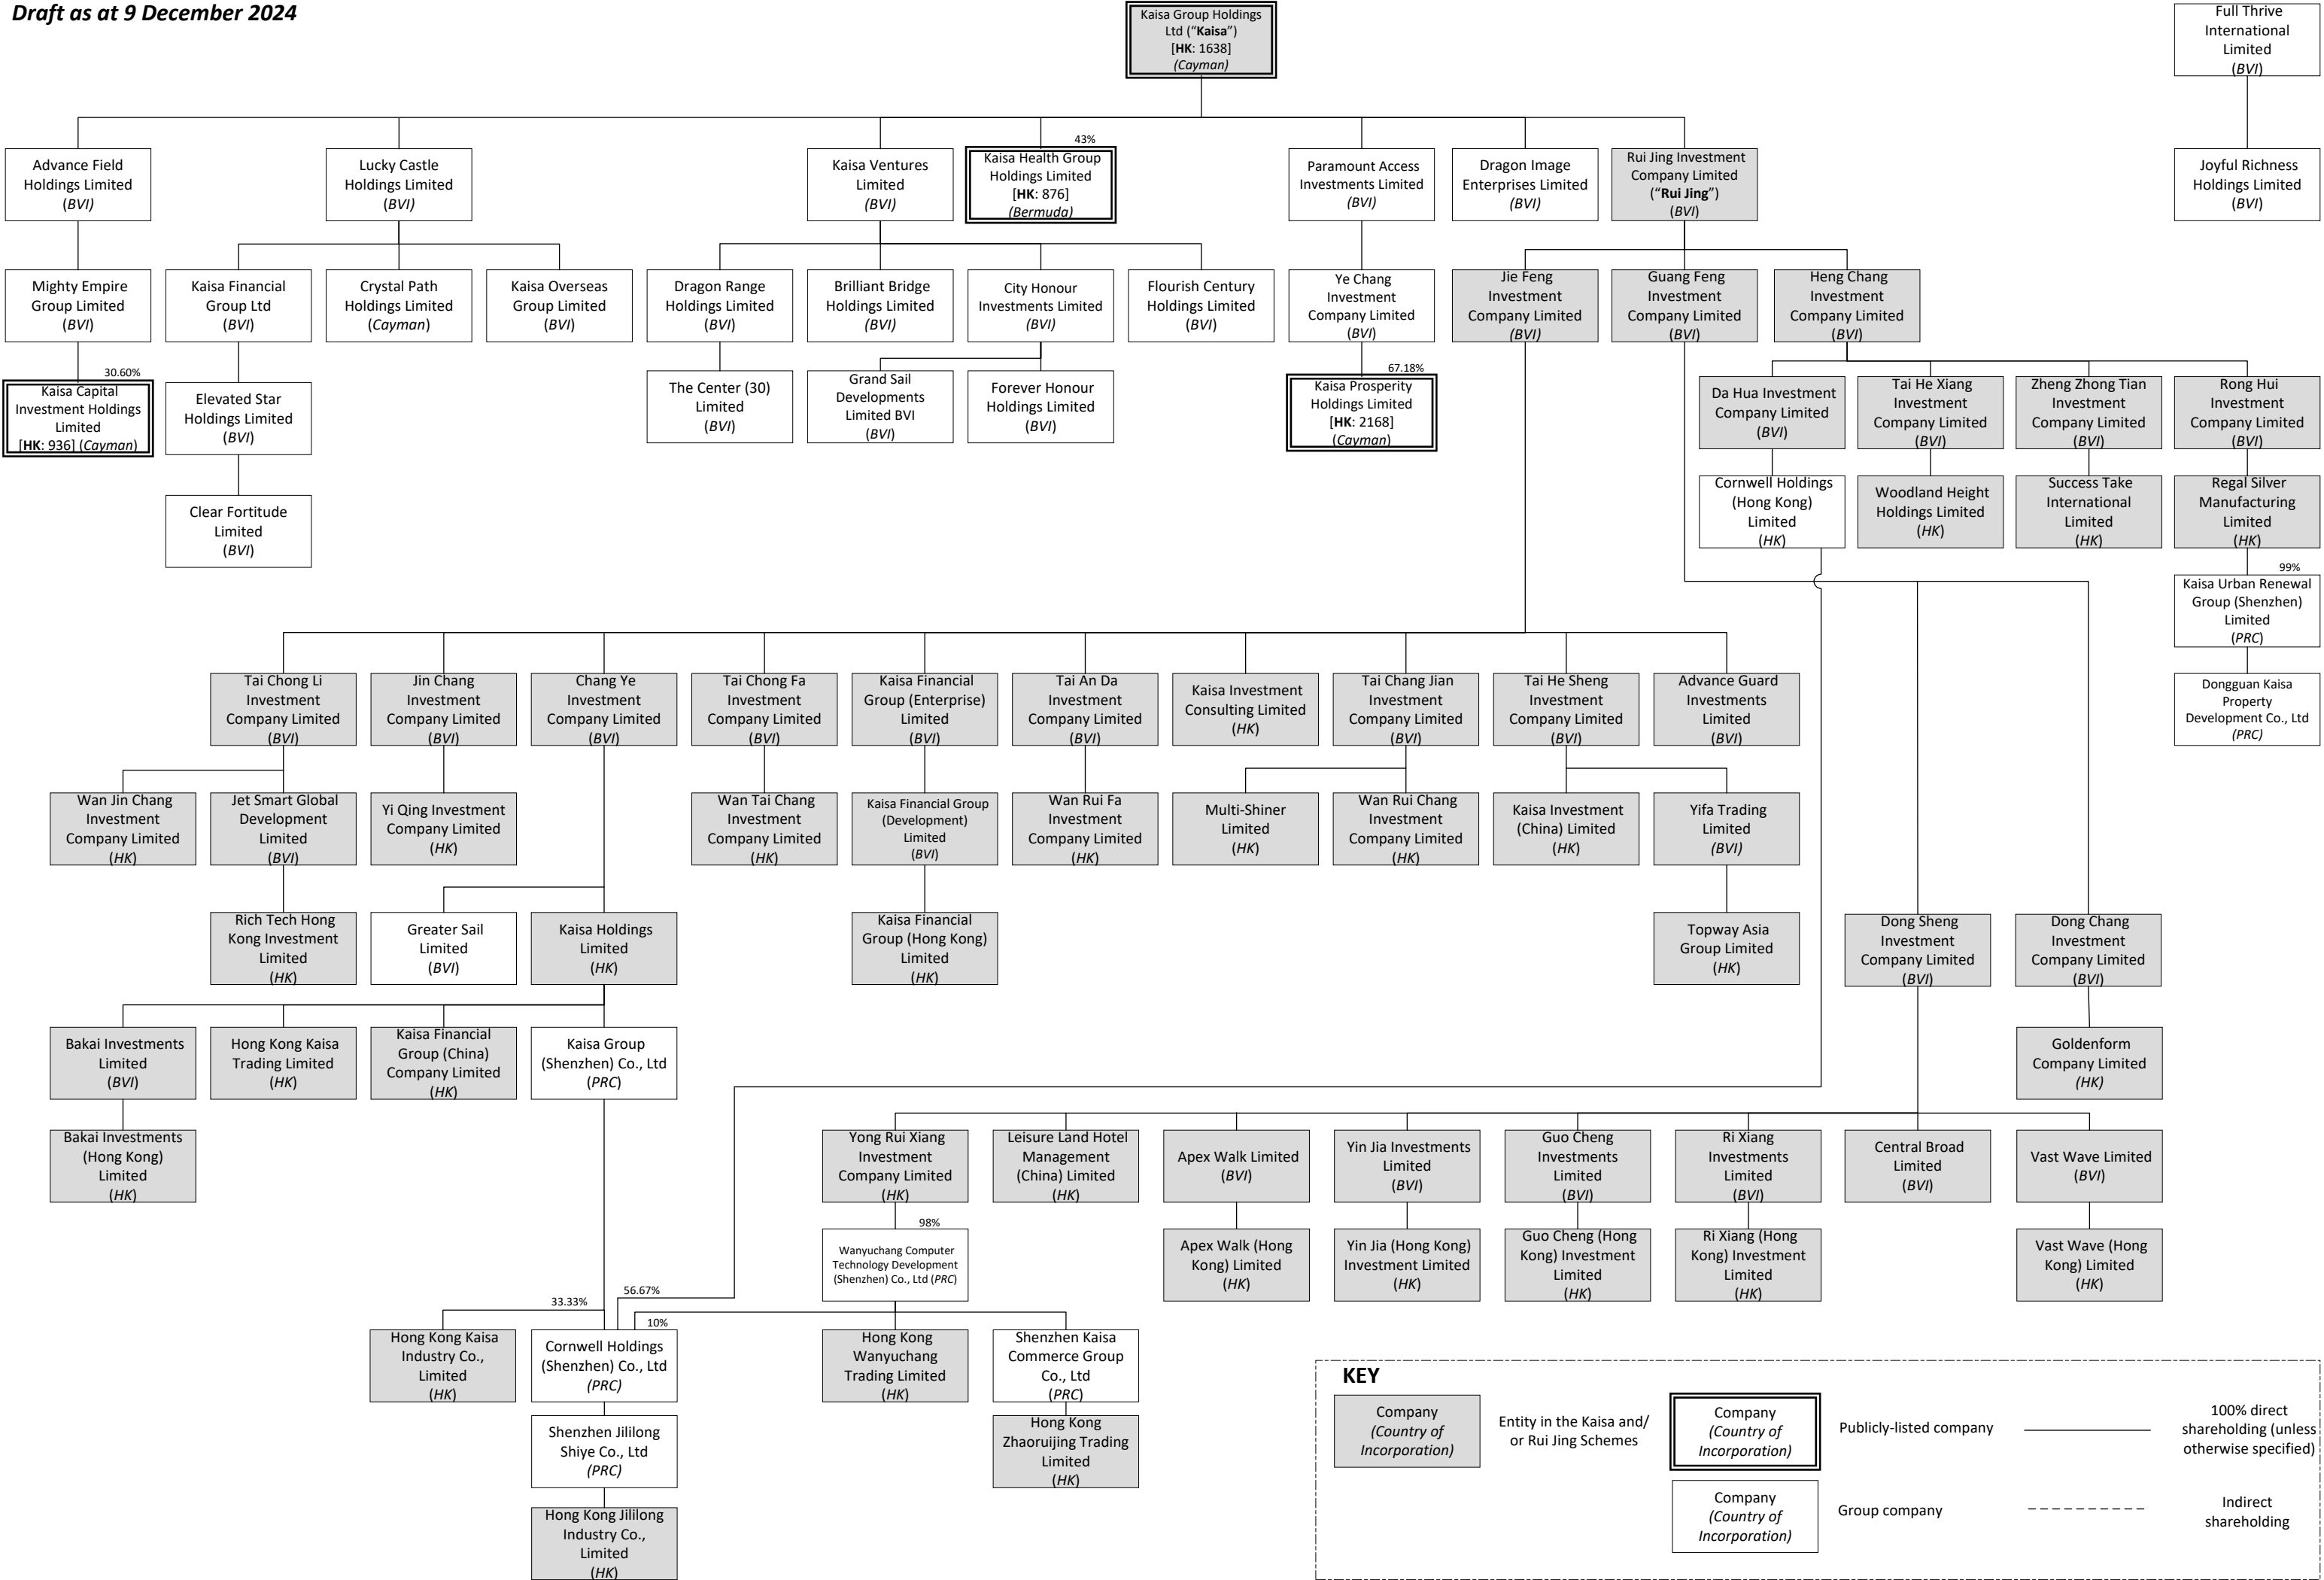 Draft as at 9 December 2024
Kaisa Group Holdings
Ltd (“Kaisa”)
[HK: 1638]
(Cayman)
Full Thrive
International
Limited
(BVI)
Advance Field
Holdings Limited
(BVI)
Lucky Castle
Holdings Limited
(BVI)
Kaisa Ventures
Limited
(BVI)
43%
Kaisa Health Group
Holdings Limited
[HK: 876]
(Bermuda)
Paramount Access
Investments Limited
(BVI)
Dragon Image
Enterprises Limited
(BVI)
Rui Jing Investment
Company Limited
(“Rui Jing”)
(BVI)
Joyful Richness
Holdings Limited
(BVI)
Mighty Empire
Group Limited
(BVI)
Kaisa Financial
Group Ltd
(BVI)
Crystal Path
Holdings Limited
(Cayman)
Kaisa Overseas
Group Limited
(BVI)
Dragon Range
Holdings Limited
(BVI)
Brilliant Bridge
Holdings Limited
(BVI)
City Honour
Investments Limited
(BVI)
Flourish Century
Holdings Limited
(BVI)
Ye Chang
Investment
Company Limited
(BVI)
Jie Feng
Investment
Company Limited
(BVI)
Guang Feng
Investment
Company Limited
(BVI)
Heng Chang
Investment
Company Limited
(BVI)
30.60%
Kaisa Capital
Investment Holdings
Limited
[HK: 936] (Cayman)
Elevated Star
Holdings Limited
(BVI)
The Center (30)
Limited
(BVI)
Grand Sail
Developments
Limited BVI
(BVI)
Forever Honour
Holdings Limited
(BVI)
67.18%
Kaisa Prosperity
Holdings Limited
[HK: 2168]
(Cayman)
Da Hua Investment
Company Limited
(BVI)
Tai He Xiang
Investment
Company Limited
(BVI)
Zheng Zhong Tian
Investment
Company Limited
(BVI)
Rong Hui
Investment
Company Limited
(BVI)
Clear Fortitude
Limited
(BVI)
Cornwell Holdings
(Hong Kong)
Limited
(HK)
Woodland Height
Holdings Limited
(HK)
Success Take
International
Limited
(HK)
Regal Silver
Manufacturing
Limited
(HK)
99%
Kaisa Urban Renewal
Group (Shenzhen)
Limited
(PRC)
Tai Chong Li
Investment
Company Limited
(BVI)
Jin Chang
Investment
Company Limited
(BVI)
Chang Ye
Investment
Company Limited
(BVI)
Tai Chong Fa
Investment
Company Limited
(BVI)
Kaisa Financial
Group (Enterprise)
Limited
(BVI)
Tai An Da
Investment
Company Limited
(BVI)
Kaisa Investment
Consulting Limited
(HK)
Tai Chang Jian
Investment
Company Limited
(BVI)
Tai He Sheng
Investment
Company Limited
(BVI)
Advance Guard
Investments
Limited
(BVI)
Dongguan Kaisa
Property
Development Co., Ltd
(PRC)
Wan Jin Chang
Investment
Company Limited
(HK)
Jet Smart Global
Development
Limited
(BVI)
Yi Qing Investment
Company Limited
(HK)
Wan Tai Chang
Investment
Company Limited
(HK)
Kaisa Financial Group
(Development)
Limited
(BVI)
Wan Rui Fa
Investment
Company Limited
(HK)
Multi-Shiner
Limited
(HK)
Wan Rui Chang
Investment
Company Limited
(HK)
Kaisa Investment
(China) Limited
(HK)
Yifa Trading
Limited
(BVI)
Rich Tech Hong
Kong Investment
Limited
(HK)
Greater Sail
Limited
(BVI)
Kaisa Holdings
Limited
(HK)
Kaisa Financial
Group (Hong Kong)
Limited
(HK)
Topway Asia
Group Limited
(HK)
Dong Sheng
Investment
Company Limited
(BVI)
Dong Chang
Investment
Company Limited
(BVI)
Bakai Investments
Limited
(BVI)
Hong Kong Kaisa
Trading Limited
(HK)
Kaisa Financial
Group (China)
Company Limited
(HK)
Kaisa Group
(Shenzhen) Co., Ltd
(PRC)
Goldenform
Company Limited
(HK)
Bakai Investments
(Hong Kong)
Limited
(HK)
Yong Rui Xiang
Investment
Company Limited
(HK)
Leisure Land Hotel
Management
(China) Limited
(HK)
Apex Walk Limited
(BVI)
Yin Jia Investments
Limited
(BVI)
Guo Cheng
Investments
Limited
(BVI)
Ri Xiang
Investments
Limited
(BVI)
Central Broad
Limited
(BVI)
Vast Wave Limited
(BVI)
98%
Wanyuchang Computer
Technology Development
(Shenzhen) Co., Ltd (PRC)
Apex Walk (Hong
Kong) Limited
(HK)
Yin Jia (Hong Kong)
Investment Limited
(HK)
Guo Cheng (Hong
Kong) Investment
Limited
(HK)
Ri Xiang (Hong
Kong) Investment
Limited
(HK)
Vast Wave (Hong
Kong) Limited
(HK)
33.33%
56.67%
10%
Hong Kong Kaisa
Industry Co.,
Limited
(HK)
Cornwell Holdings
(Shenzhen) Co., Ltd
(PRC)
Hong Kong
Wanyuchang
Trading Limited
(HK)
Shenzhen Kaisa
Commerce Group
Co., Ltd
(PRC)
Shenzhen Jililong
Shiye Co., Ltd
(PRC)
Hong Kong
Zhaoruijing Trading
Limited
(HK)
Hong Kong Jililong
Industry Co.,
Limited
(HK)
KEY
Company
(Country of
Incorporation)
Entity in the Kaisa and/
or Rui Jing Schemes
Company
(Country of
Incorporation)
Publicly-listed company
100% direct
shareholding (unless
otherwise specified)
Company
(Country of
Incorporation)
Group company
Indirect
shareholding